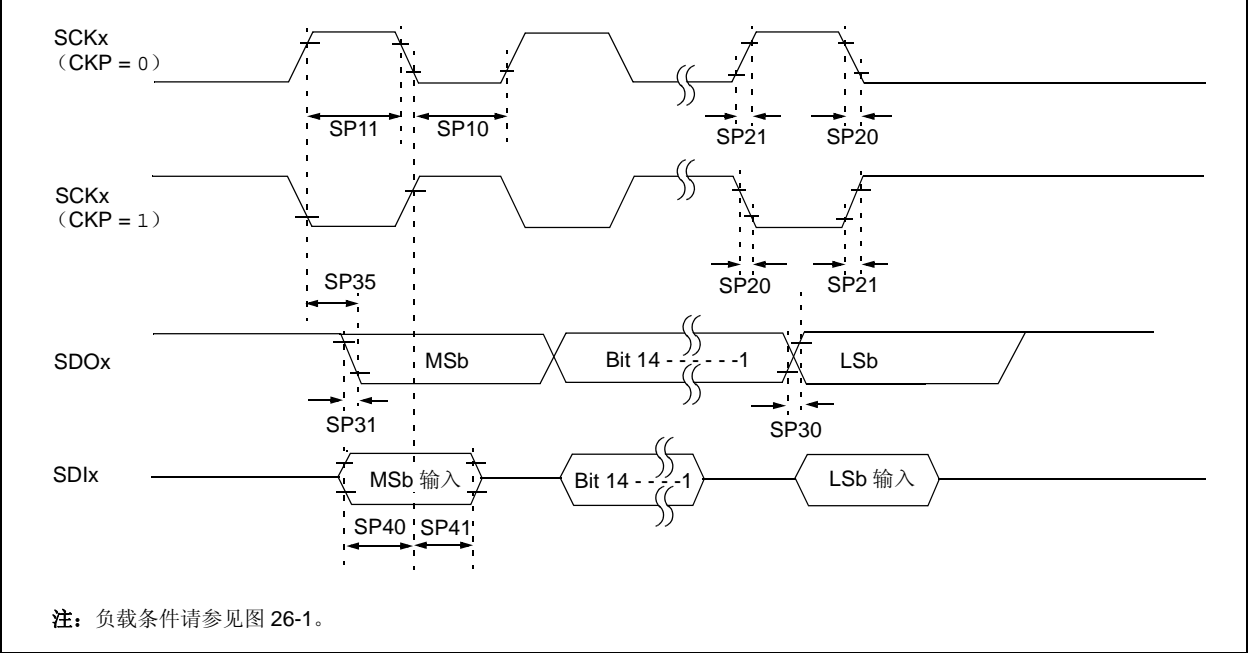 SCKx
（CKP = 0）
SP11
SP10
SP21
SP20
SCKx
（CKP = 1）
SP20
SP21
SP35
SDOx
MSb
Bit 14 - - - - - -1
LSb
SP31
SP30
SDIx
MSb 输入
Bit 14 - - - -1
LSb 输入
SP40
SP41
注：负载条件请参见图 26-1。